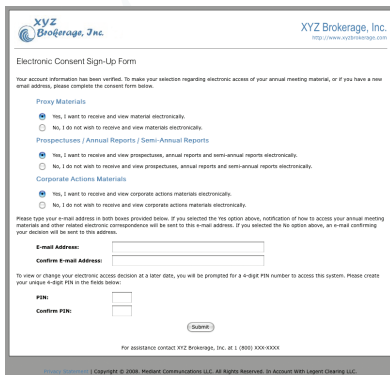 XYZ
Brokerage, Inc.
XYZ Brokerage, Inc.
http://www.xyzbrokerage.com
Electronic Consent Sign-Up Form
Your account information has been verified. To make your selection regarding electronic access of your annual meeting material, or if you have a new
email address, please complete the consent form below.
Proxy Materials
Yes, I want to receive and view material electronically.
No, I do not wish to receive and view materials electronically.
Prospectuses / Annual Reports / Semi-Annual Reports
Yes, I want to receive and view prospectuses, annual reports and semi-annual reports electronically.
No, I do not wish to receive and view prospectuses, annual reports and semi-annual reports electronically.
Corporate Actions Materials
Yes, I want to receive and view corporate actions materials electronically.
No, I do not wish to receive and view corporate actions materials electronically.
Please type your e-mail address in both boxes provided below. If you selected the Yes option above, notification of how to access your annual meeting
materials and other related electronic correspondence will be sent to this e-mail address. If you selected the No option above, an e-mail confirming
your decision will be sent to this address.
E-mail Address:
Confirm E-mail Address:
To view or change your electronic access decision at a later date, you will be prompted for a 4-digit PIN number to access this system. Please create
your unique 4-digit PIN in the fields below:
PIN:
Confirm PIN:
Submit
For assistance contact XYZ Brokerage, Inc. at 1 (800) XXX-XXXX
Privacy Statement | Copyright © 2008. Mediant Communcations LLC. All Rights Reserved. In Account With Legent Clearing LLC.